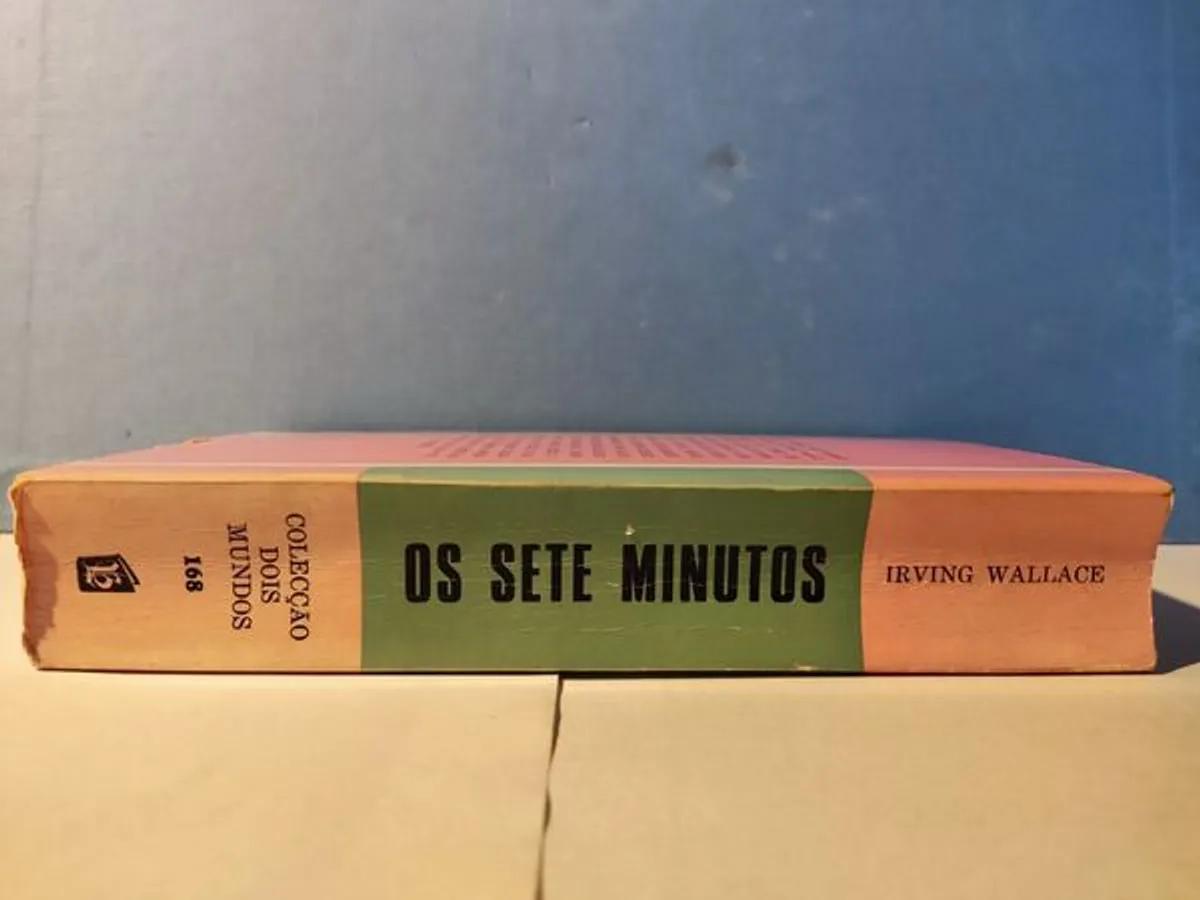 COLECÇÃO
DOIS
MUNDOS
168
OS SETE MINUTOS
IRVING WALLACE